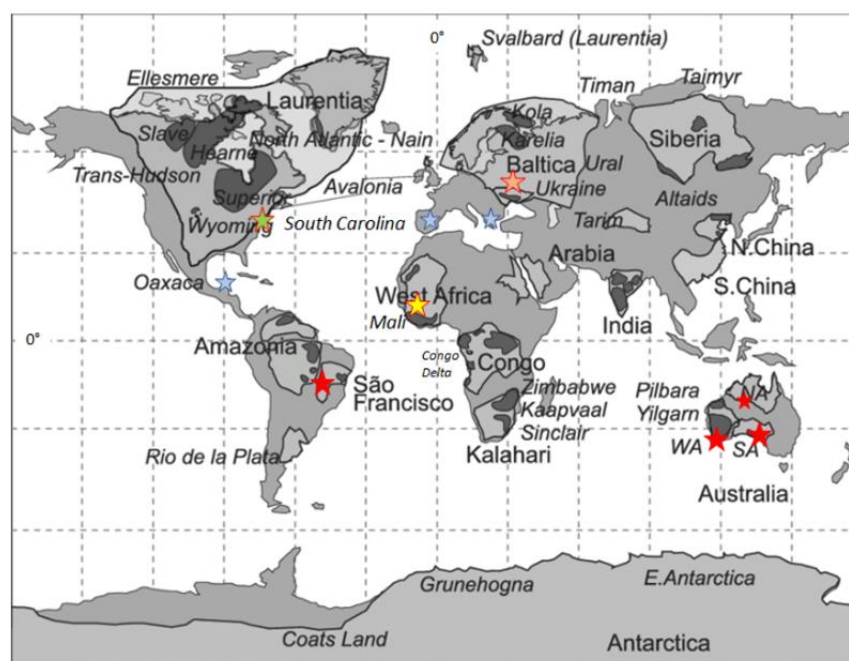 0°
Svalbard (Laurentia)
Ellesmere
Timan
Taimyr
Laurentia
Kola
Slave
Karelia
Siberia
Hearne
North Atlantic - Nain
Baltica
Ural
Trans-Hudson
Avalonia
Superior
Ukraine
Altaids
Wyoming
South Carolina
Tarim
N.China
Arabia
Oaxaca
S.China
West Africa
Mali
India
0°
Amazonia
Congo
Delta
Congo
São
Francisco
Zimbabwe
Kaapvaal
Sinclair
Pilbara
NA
Yilgarn
Rio de la Plata
Kalahari
WA
SA
Australia
Grunehogna
E.Antarctica
Coats Land
Antarctica